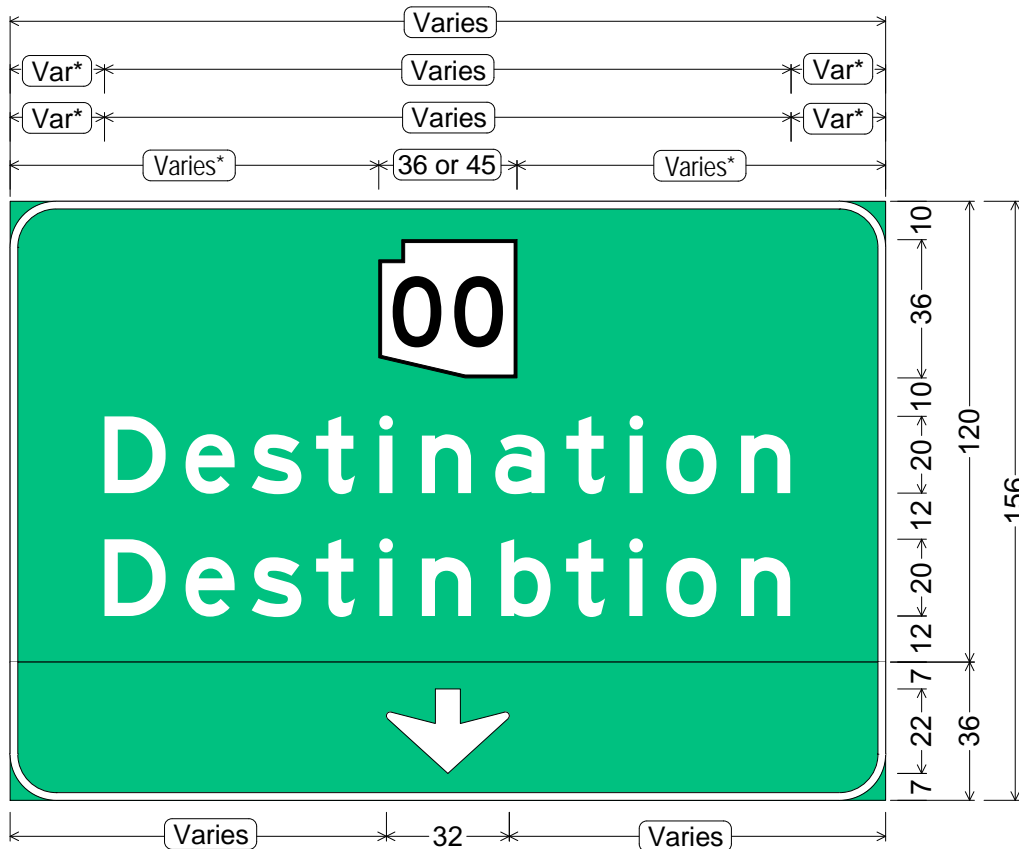 Varies
Var* Varies Var*
Var* Varies Var*
Varies* 36 or 45 Varies*
10
00
36
10
Destination
20
120
156
12
Destinbtion
20
12
7
22
36
7
Varies 32 Varies